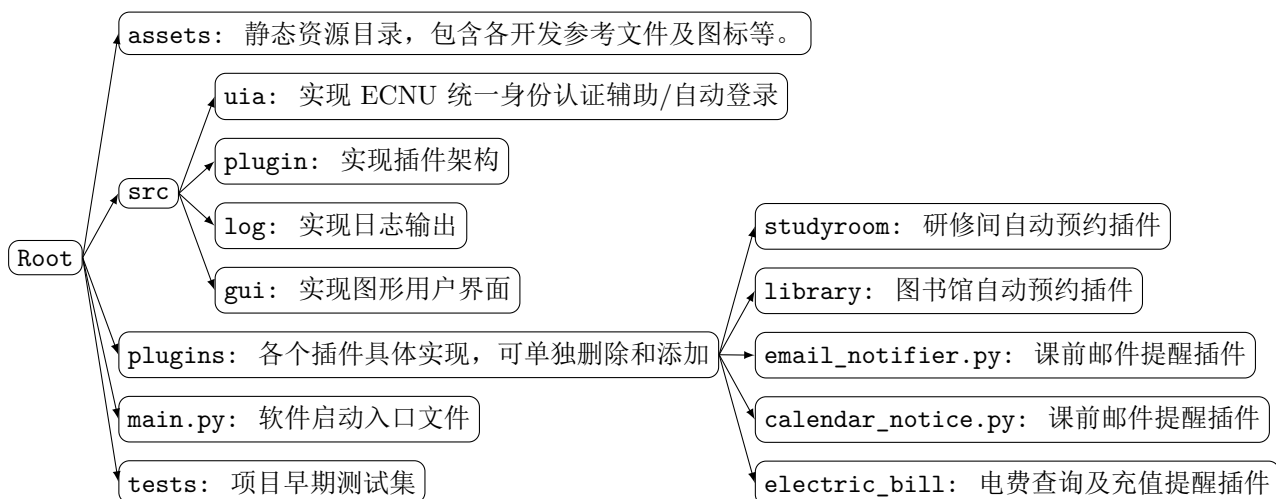 Root
assets: 静态资源目录，包含各开发参考文件及图标等。
src
uia: 实现 ECNU 统一身份认证辅助/自动登录
plugin: 实现插件架构
log: 实现日志输出
gui: 实现图形用户界面
plugins: 各个插件具体实现，可单独删除和添加
studyroom: 研修间自动预约插件
library: 图书馆自动预约插件
email_notifier.py: 课前邮件提醒插件
calendar_notice.py: 课前邮件提醒插件
electric_bill: 电费查询及充值提醒插件
main.py: 软件启动入口文件
tests: 项目早期测试集